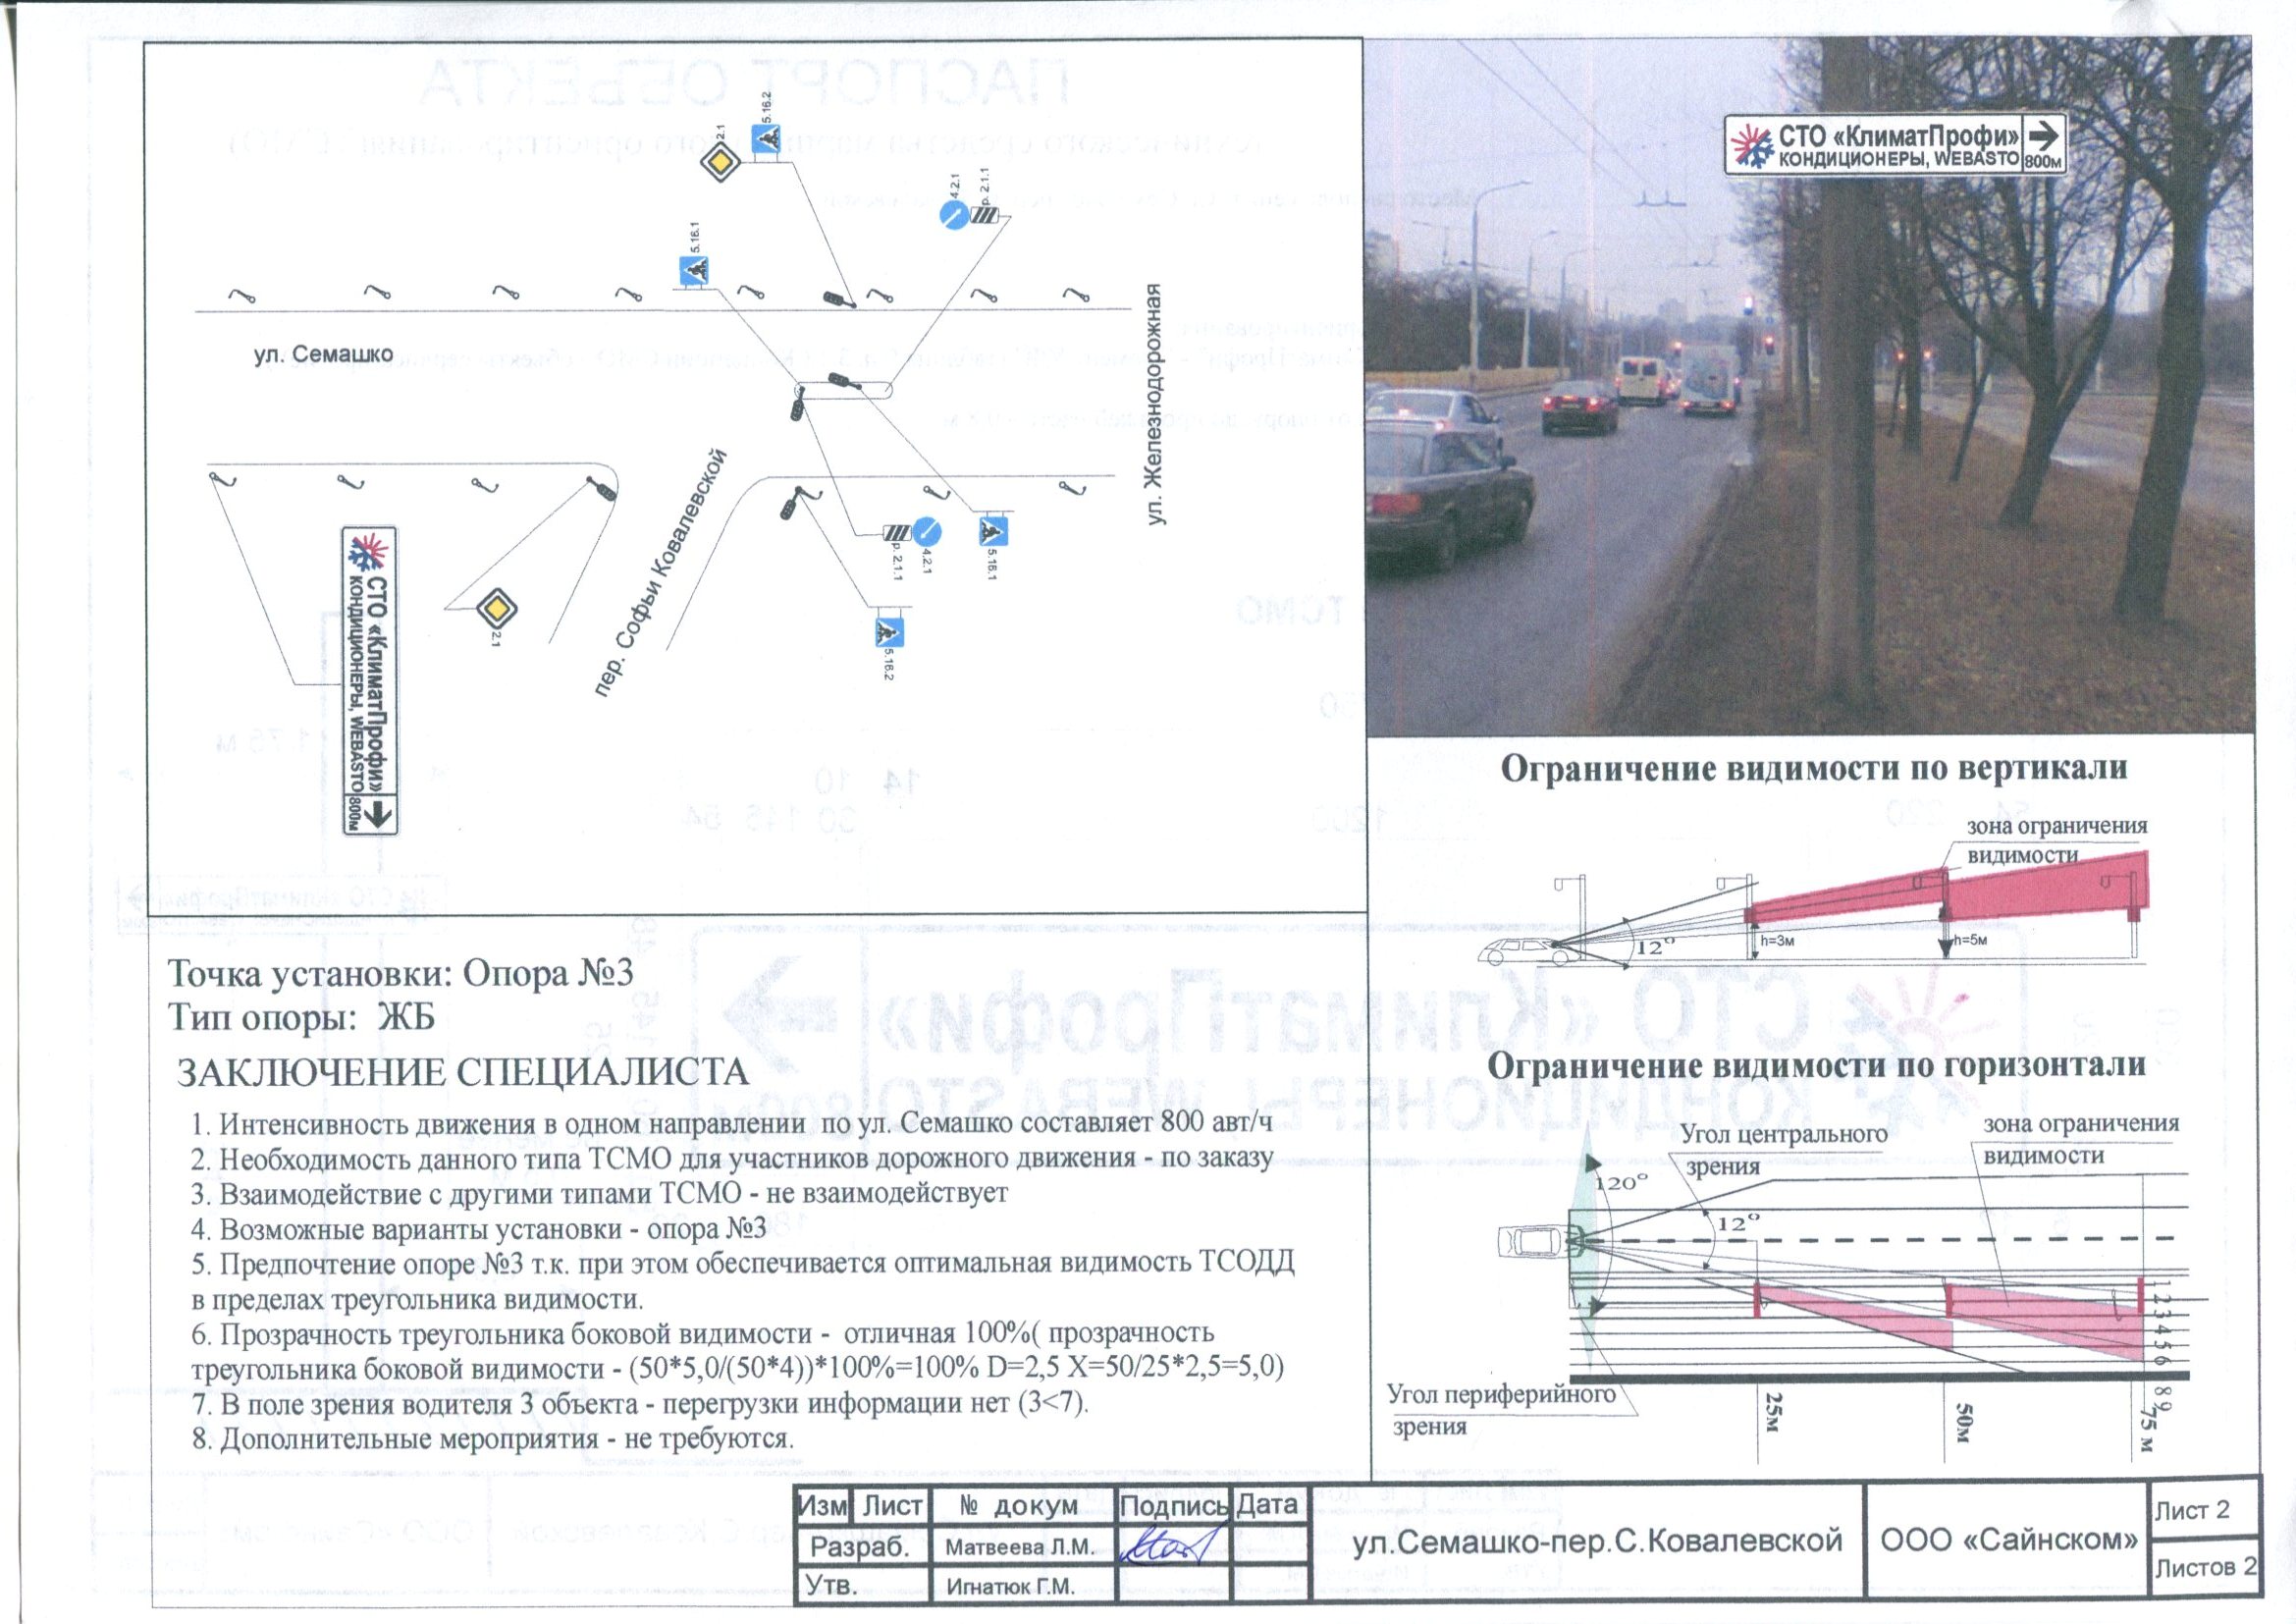 5.16.2
2.1
4.2.1
р. 2.1.1
5.16.1
ул. Семашко
ул. Железнодорожная
пер. Софьи Ковалевской
СТО «КлиматПрофи»
КОНДИЦИОНЕРЫ, WEBASTO
800м
2.1
р. 2.1.1
4.2.1
5.16.1
5.16.2
СТО «КлиматПрофи»
КОНДИЦИОНЕРЫ, WEBASTO
800м
Ограничение видимости по вертикали
зона ограничения
видимости
12°
h=3м
h=5м
Точка установки: Опора №3
Тип опоры: ЖБ
ЗАКЛЮЧЕНИЕ СПЕЦИАЛИСТА
1. Интенсивность движения в одном направлении по ул. Семашко составляет 800 авт/ч
2. Необходимость данного типа ТСМО для участников дорожного движения - по заказу
3. Взаимодействие с другими типами ТСМО - не взаимодействует
4. Возможные варианты установки - опора №3
5. Предпочтение опоре №3 т.к. при этом обеспечивается оптимальная видимость ТСОДД
в пределах треугольника видимости.
6. Прозрачность треугольника боковой видимости - отличная 100%( прозрачность
треугольника боковой видимости - (50*5,0/(50*4))*100%=100% D=2,5 X=50/25*2,5=5,0)
7. В поле зрения водителя 3 объекта - перегрузки информации нет (3<7).
8. Дополнительные мероприятия - не требуются.
Ограничение видимости по горизонтали
Угол центрального
зрения
зона ограничения
видимости
120°
12°
1 2 3 4 5 6
8 9
Угол периферийного
зрения
25м
50м
75 м
Изм Лист № докум Подпись Дата
Разраб. Матвеева Л.М.
Утв. Игнатюк Г.М.
ул.Семашко-пер.С.Ковалевской
ООО «Сайнском»
Лист 2
Листов 2